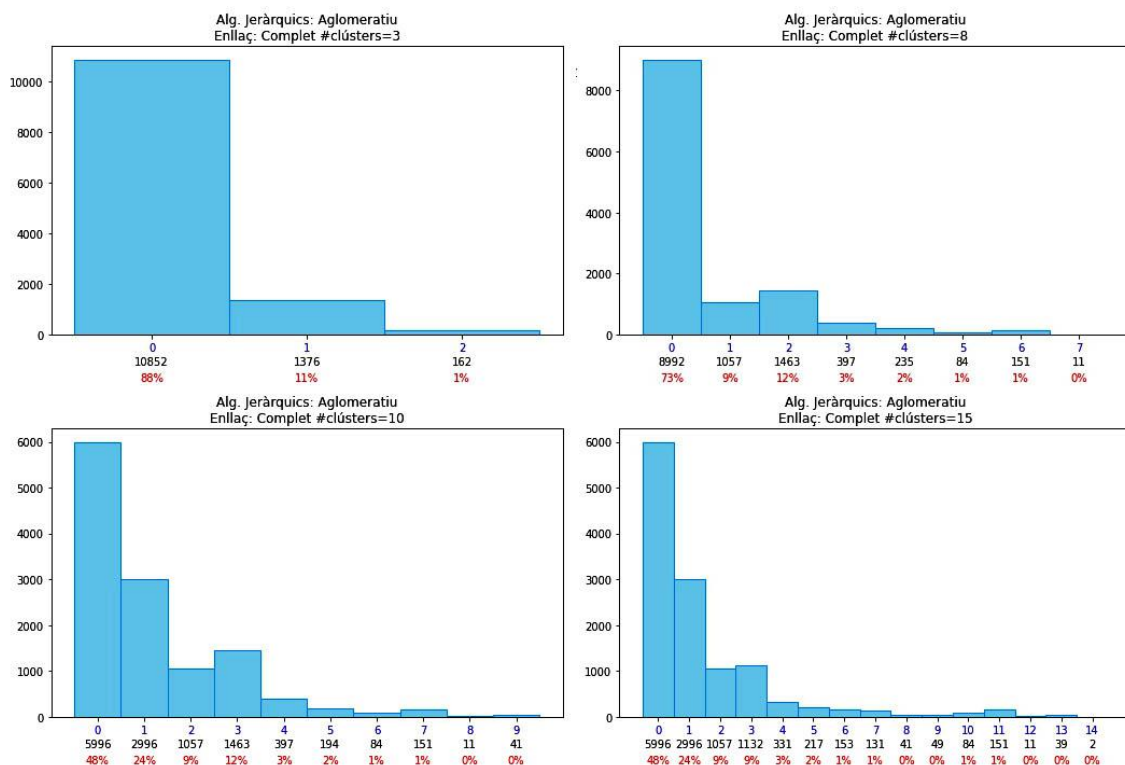 Alg. Jeràrquics: Aglomeratiu
Enllaç: Complet #clústers=3
10000
8000
6000
4000
2000
0
0 1 2
10852 1376 162
88% 11% 1%
Alg. Jeràrquics: Aglomeratiu
Enllaç: Complet #clústers=8
8000
6000
4000
2000
0
0 1 2 3 4 5 6 7
8992 1057 1463 397 235 84 151 11
73% 9% 12% 3% 2% 1% 1% 0%
Alg. Jeràrquics: Aglomeratiu
Enllaç: Complet #clústers=10
6000
5000
4000
3000
2000
1000
0
0 1 2 3 4 5 6 7 8 9
5996 2996 1057 1463 397 194 84 151 11 41
48% 24% 9% 12% 3% 2% 1% 1% 0% 0%
Alg. Jeràrquics: Aglomeratiu
Enllaç: Complet #clústers=15
6000
5000
4000
3000
2000
1000
0
0 1 2 3 4 5 6 7 8 9 10 11 12 13 14
5996 2996 1057 1132 331 217 153 131 41 49 84 151 11 39 2
48% 24% 9% 9% 3% 2% 1% 1% 0% 0% 1% 1% 0% 0% 0%